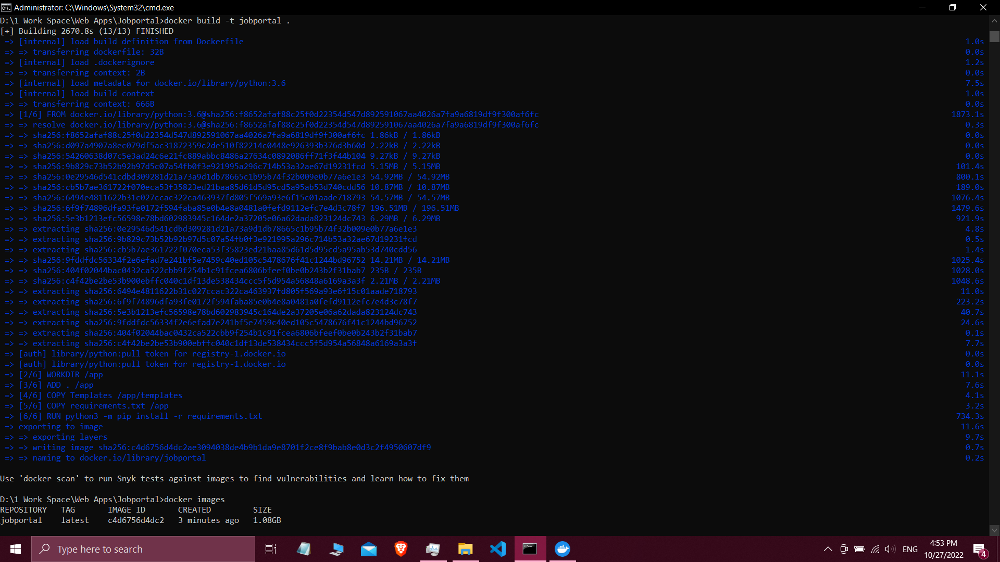 Administrator: C:\Windows\System32\cmd.exe
D:\1 Work Space\Web Apps\Jobportal>docker build -t jobportal .
[+] Building 2670.8s (13/13) FINISHED
=> [internal] load build definition from Dockerfile 1.0s
=> => transferring dockerfile: 32B 0.0s
=> [internal] load .dockerignore 1.2s
=> => transferring context: 2B 0.0s
=> [internal] load metadata for docker.io/library/python:3.6 7.5s
=> [internal] load build context 1.0s
=> => transferring context: 666B 0.0s
=> [1/6] FROM docker.io/library/python:3.6@sha256:f8652afaf88c25f0d22354d547d892591067aa4026a7fa9a6819df9f300af6fc 1873.1s
=> => resolve docker.io/library/python:3.6@sha256:f8652afaf88c25f0d22354d547d892591067aa4026a7fa9a6819df9f300af6fc 0.3s
=> => sha256:f8652afaf88c25f0d22354d547d892591067aa4026a7fa9a6819df9f300af6fc 1.86kB / 1.86kB 0.0s
=> => sha256:d097a4907a8ec079df5ac31872359c2de510f82214c0448e926393b376d3b60d 2.22kB / 2.22kB 0.0s
=> => sha256:54260638d07c5e3ad24c6e21fc889abbc8486a27634c0892086ff71f3f44b104 9.27kB / 9.27kB 0.0s
=> => sha256:9b829c73b52b92b97d5c07a54fb0f3e921995a296c714b53a32ae67d19231fcd 5.15MB / 5.15MB 101.4s
=> => sha256:0e29546d541cdbd309281d21a73a9d1db78665c1b95b74f32b009e0b77a6e1e3 54.92MB / 54.92MB 800.1s
=> => sha256:cb5b7ae361722f070eca53f35823ed21baa85d61d5d95cd5a95ab53d740cdd56 10.87MB / 10.87MB 189.0s
=> => sha256:6494e4811622b31c027ccac322ca463937fd805f569a93e6f15c01aade718793 54.57MB / 54.57MB 1076.4s
=> => sha256:6f9f74896dfa93fe0172f594faba85e0b4e8a0481a0fefd9112efc7e4d3c78f7 196.51MB / 196.51MB 1479.6s
=> => sha256:5e3b1213efc56598e78bd602983945c164de2a37205e06a62dada823124dc743 6.29MB / 6.29MB 921.9s
=> => extracting sha256:0e29546d541cdbd309281d21a73a9d1db78665c1b95b74f32b009e0b77a6e1e3 4.8s
=> => extracting sha256:9b829c73b52b92b97d5c07a54fb0f3e921995a296c714b53a32ae67d19231fcd 0.5s
=> => extracting sha256:cb5b7ae361722f070eca53f35823ed21baa85d61d5d95cd5a95ab53d740cdd56 1.4s
=> => sha256:9fddfdc56334f2e6efad7e241bf5e7459c40ed105c5478676f41c1244bd96752 14.21MB / 14.21MB 1025.4s
=> => sha256:404f02044bac0432ca522cbb9f254b1c91fcea6806bfeef0be0b243b2f31bab7 235B / 235B 1028.0s
=> => sha256:c4f42be2be53b900ebffc040c1df13de538434ccc5f5d954a56848a6169a3a3f 2.21MB / 2.21MB 1048.6s
=> => extracting sha256:6494e4811622b31c027ccac322ca463937fd805f569a93e6f15c01aade718793 11.0s
=> => extracting sha256:6f9f74896dfa93fe0172f594faba85e0b4e8a0481a0fefd9112efc7e4d3c78f7 223.2s
=> => extracting sha256:5e3b1213efc56598e78bd602983945c164de2a37205e06a62dada823124dc743 40.7s
=> => extracting sha256:9fddfdc56334f2e6efad7e241bf5e7459c40ed105c5478676f41c1244bd96752 24.6s
=> => extracting sha256:404f02044bac0432ca522cbb9f254b1c91fcea6806bfeef0be0b243b2f31bab7 0.1s
=> => extracting sha256:c4f42be2be53b900ebffc040c1df13de538434ccc5f5d954a56848a6169a3a3f 7.7s
=> [auth] library/python:pull token for registry-1.docker.io 0.0s
=> [auth] library/python:pull token for registry-1.docker.io 0.0s
=> [2/6] WORKDIR /app 11.1s
=> [3/6] ADD . /app 7.6s
=> [4/6] COPY Templates /app/templates 4.1s
=> [5/6] COPY requirements.txt /app 3.2s
=> [6/6] RUN python3 -m pip install -r requirements.txt 734.3s
=> exporting to image 11.6s
=> => exporting layers 9.7s
=> => writing image sha256:c4d6756d4dc2ae3094038de4b9b1da9e8701f2ce8f9bab8e0d3c2f4950607df9 0.7s
=> => naming to docker.io/library/jobportal 0.2s
Use 'docker scan' to run Snyk tests against images to find vulnerabilities and learn how to fix them
D:\1 Work Space\Web Apps\Jobportal>docker images
REPOSITORY TAG IMAGE ID CREATED SIZE
jobportal latest c4d6756d4dc2 3 minutes ago 1.08GB
Type here to search
ENG
4:53 PM
10/27/2022
4